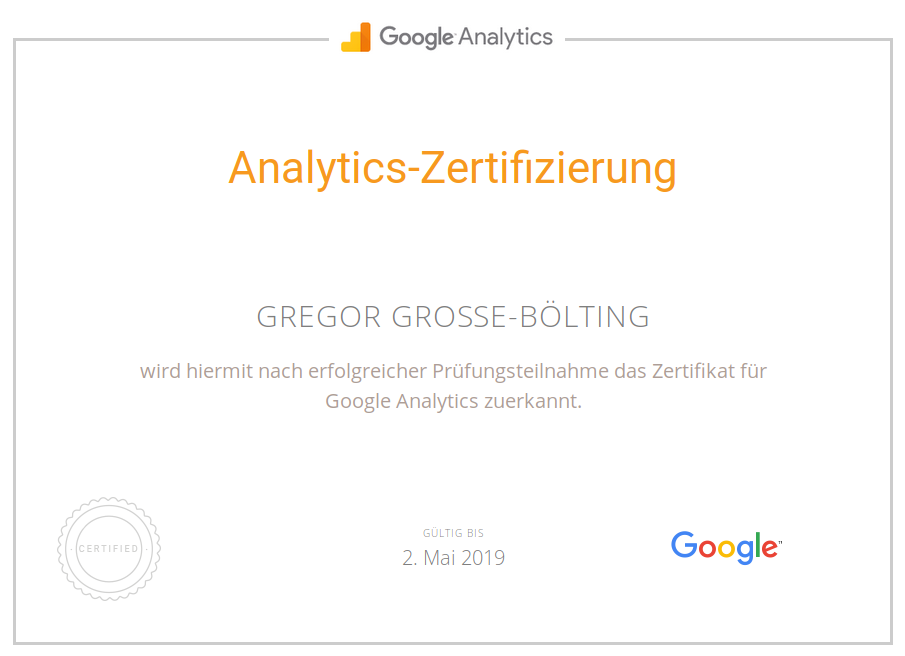 Google Analytics
Analytics-Zertifizierung
GREGOR GROSSE-BÖLTING
wird hiermit nach erfolgreicher Prüfungsteilnahme das Zertifikat für
Google Analytics zuerkannt.
CERTIFIED
GÜLTIG BIS
2. Mai 2019
Google™